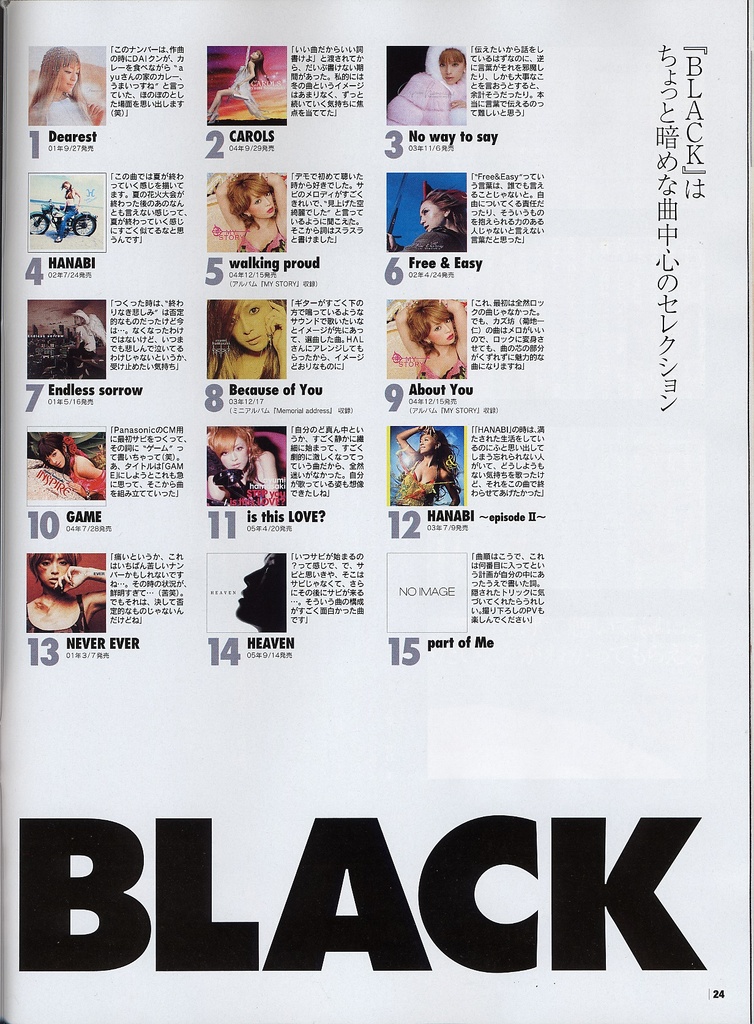 『BLACK』は
ちょっと暗めな曲中心のセレクション
「このナンバーは、作曲
の時にDAIクンが、カ
レーを食べながら“a
yuさんの家のカレー、
うまいっすね”と言っ
ていた、ほのぼのとし
た場面を思い出します
(笑)」
1 Dearest
01年9/27発売
「いい曲だからいい詞
書けよ」と渡されてか
ら、だいぶ書けない期
間があった。私的には
冬の曲というイメージ
はあまりなく、ずっと
続いていく気持ちに焦
点を当ててた」
2 CAROLS
04年9/29発売
「伝えたいから話をし
ているはずなのに、逆
に言葉がそれを邪魔し
たり、しかも大事なこ
とを言おうとすると、
余計そうだったり。本
当に言葉で伝えるのっ
て難しいと思う」
3 No way to say
03年11/6発売
「この曲では夏が終わ
っていく感じを描いて
ます。夏の花火大会が
終わった後のあのなん
とも言えない感じって、
夏が終わっていく感じ
にすごく似てるなと思
うんです」
4 HANABI
02年7/24発売
「デモで初めて聴いた
時から好きでした。サ
ビのメロディがすごく
きれいで、“見上げた空
綺麗でした”と言って
いるように聞こえた。
そこから詞はスラスラ
と書けました」
MY STORY
5 walking proud
04年12/15発売
(アルバム『MY STORY』収録)
「“Free&Easy”ってい
う言葉は、誰でも言え
ることじゃないと。自
由についてくる責任だ
ったり、そういうもの
を抱えられる力のある
人じゃないと言えない
言葉だと思った」
6 Free & Easy
02年4/24発売
「つくった時は、“終わ
りなき悲しみ”は否定
的なものだったけど今
は…。なくなったわけ
ではないけど、いつま
でも悲しんで泣いてる
わけじゃないというか、
受け止めたい気持ち」
endless sorrow
7 Endless sorrow
01年5/16発売
「ギターがすごく下の
方で鳴っているような
サウンドで歌いたいな
とイメージが先にあっ
て、選曲した曲。HAL
さんにアレンジしても
らったから、イメージ
どおりなものに」
8 Because of You
03年12/17
(ミニアルバム『Memorial address』収録)
「これ、最初は全然ロッ
クの曲じゃなかった。
でも、カズ坊(菊地一
仁)の曲はメロがいい
ので、ロックに変身さ
せても、曲の芯の部分
がくずれずに魅力的な
曲になりますね」
MY STORY
9 About You
04年12/15発売
(アルバム『MY STORY』収録)
「PanasonicのCM用
に最初サビをつくって、
その詞に“ゲーム”っ
て書いちゃって(笑)。
あ、タイトルは「GAM
E」にしようとこれも急
に思って、そこから曲
を組み立てていった」
INSPIRE
10 GAME
04年7/28発売
「自分のど真ん中とい
うか、すごく静かに繊
細に始まって、すごく
劇的に激しくなってっ
ていう曲だから、全然
迷いがなかった。自分
が歌っている姿も想像
できたしね」
ayumi hamasaki
STEP you
is this LOVE?
11 is this LOVE?
05年4/20発売
「『HANABI』の時は、満
たされた生活をしてい
るのにふと思い出して
しまう忘れられない人
がいて、どうしようも
ない気持ちを歌ったけ
ど、それをこの曲で終
わらせてあげたかった」
12 HANABI 〜episode II〜
03年7/9発売
「痛いというか、これ
はいちばん苦しいナン
バーかもしれないです
ね…。その時の状況が、
鮮明すぎて…(苦笑)。
でもそれは、決して否
定的なものじゃないん
だけどね」
13 NEVER EVER
01年3/7発売
「いつサビが始まるの
？って感じで、で、サ
ビと思いきや、そこは
サビじゃなくて、さら
にその後にサビが来る
…。そういう曲の構成
がすごく面白かった曲
です」
HEAVEN
14 HEAVEN
05年9/14発売
「曲順はこうで、これ
は何番目に入ってとい
う計画が自分の中にあ
ったうえで書いた詞。
隠されたトリックに気
づいてくれたらうれし
い。撮り下ろしのPVも
楽しんでください」
NO IMAGE
15 part of Me
BLACK
24